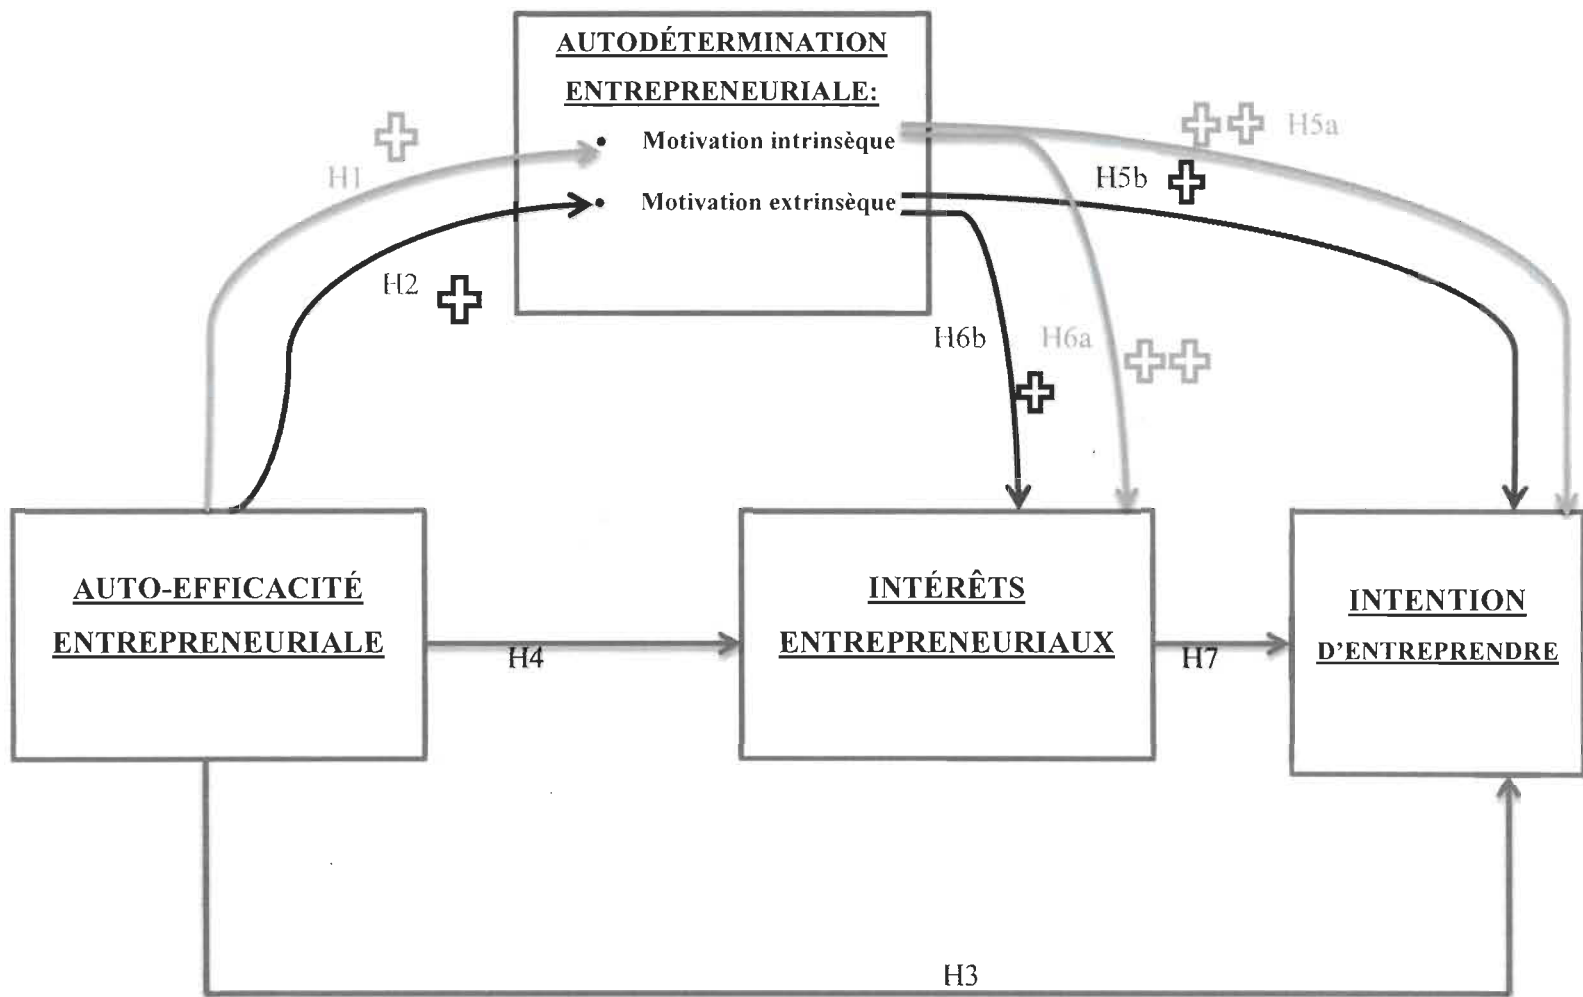 AUTODÉTERMINATION
ENTREPRENEURIALE:
• Motivation intrinsèque
• Motivation extrinsèque
H1
H2
H5a
H5b
H6b
H6a
AUTO-EFFICACITÉ
ENTREPRENEURIALE
H4
INTÉRÊTS
ENTREPRENEURIAUX
H7
INTENTION
D'ENTREPRENDRE
H3